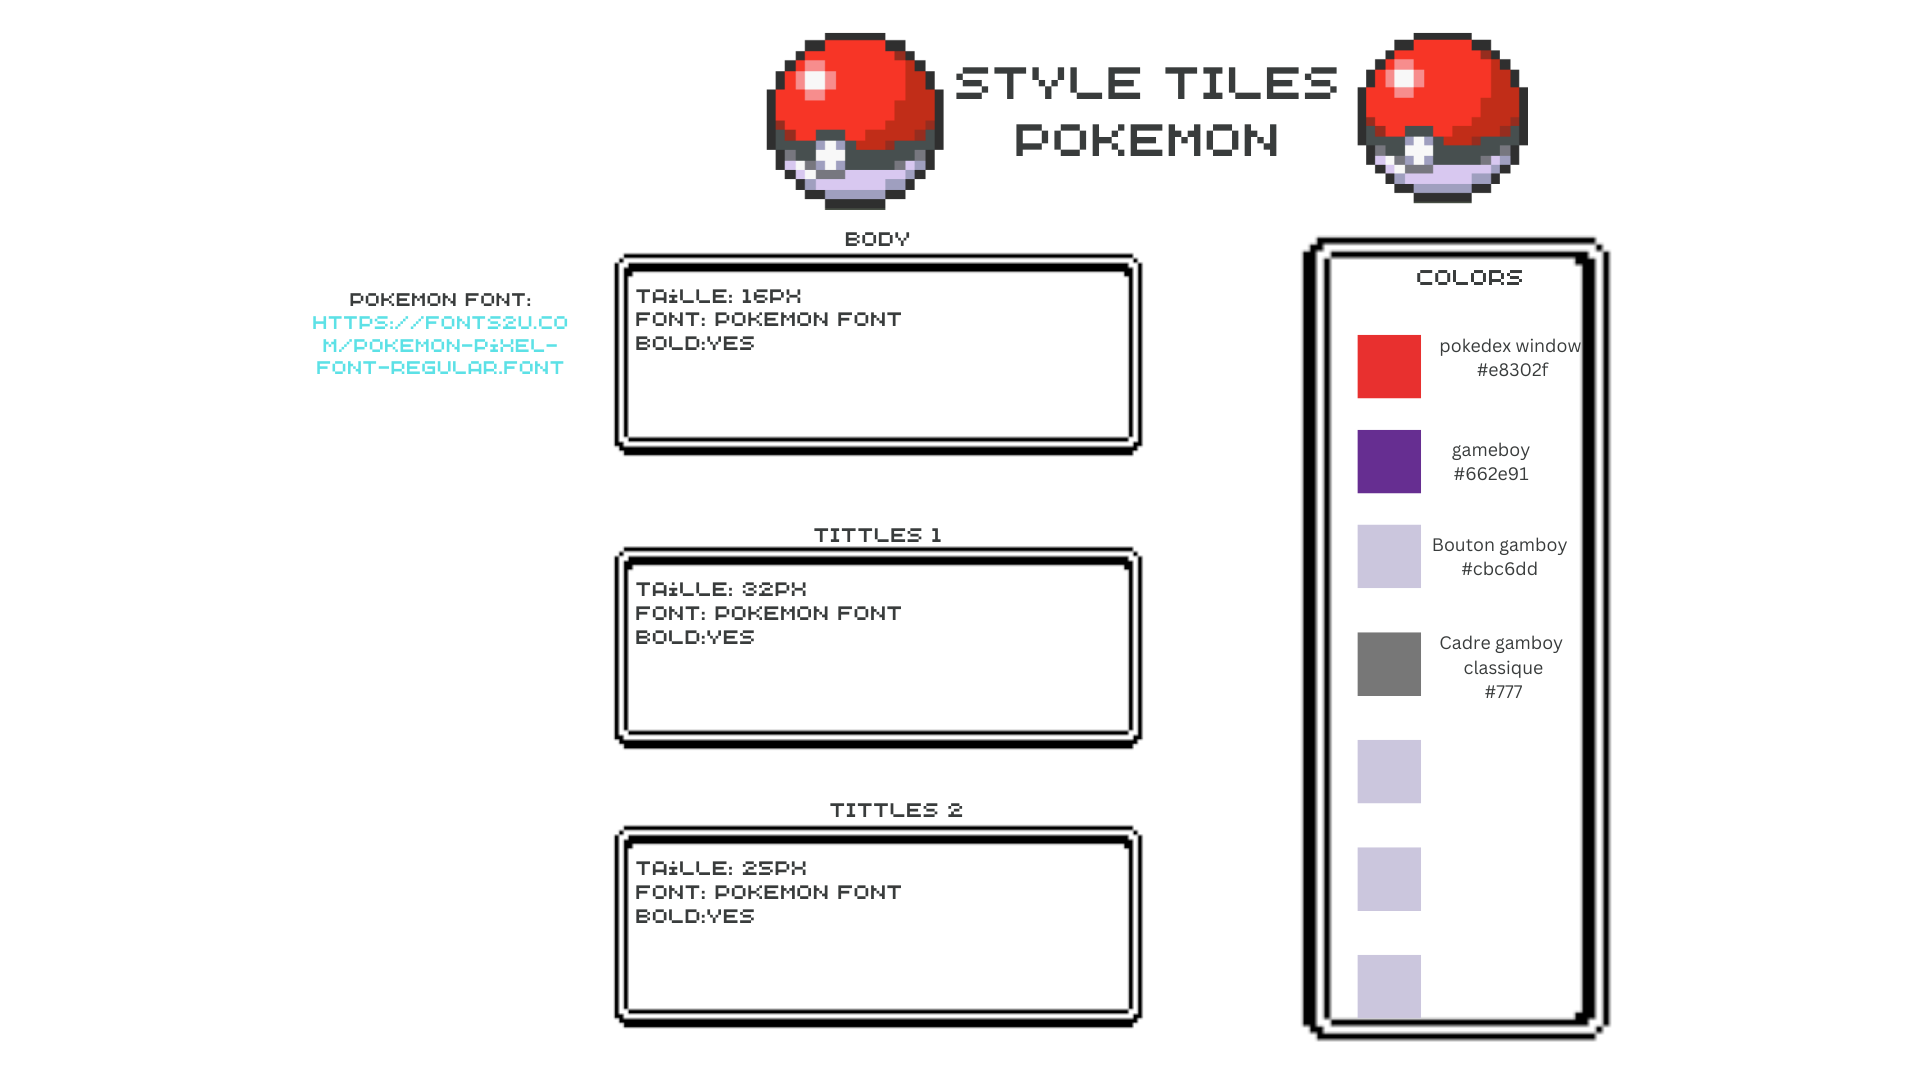 STYLE TILES
POKEMON
POKEMON FONT:
HTTPS://FONTS2U.CO
M/POKEMON-PiXEL-
FONT-REGULAR.FONT
BODY
TAiLLE: 16PX
FONT: POKEMON FONT
BOLD:YES
TITTLES 1
TAiLLE: 32PX
FONT: POKEMON FONT
BOLD:YES
TITTLES 2
TAiLLE: 25PX
FONT: POKEMON FONT
BOLD:YES
COLORS
pokedex window
#e8302f
gameboy
#662e91
Bouton gamboy
#cbc6dd
Cadre gamboy
classique
#777